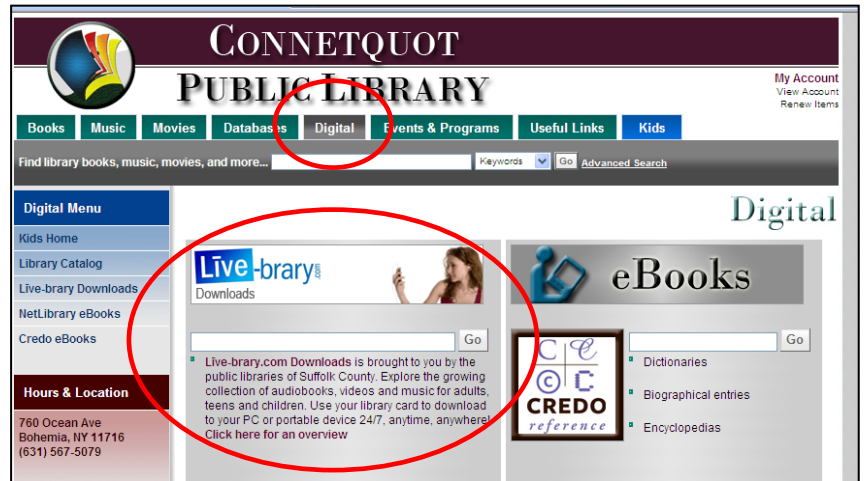 CONNETQUOT
PUBLIC LIBRARY
My Account
View Account
Renew Items
Books Music Movies Databases Digital Events & Programs Useful Links Kids
Find library books, music, movies, and more... Keywords Go Advanced Search
Digital Menu
Kids Home
Library Catalog
Līve-brary Downloads
NetLibrary eBooks
Credo eBooks
Hours & Location
760 Ocean Ave
Bohemia, NY 11716
(631) 567-5079
Digital
Līve-brary
Downloads
Go
Līve-brary.com Downloads is brought to you by the
public libraries of Suffolk County. Explore the growing
collection of audiobooks, videos and music for adults,
teens and children. Use your library card to download
to your PC or portable device 24/7, anytime, anywhere!
Click here for an overview
eBooks
C C
© C
CREDO
reference
Go
Dictionaries
Biographical entries
Encyclopedias